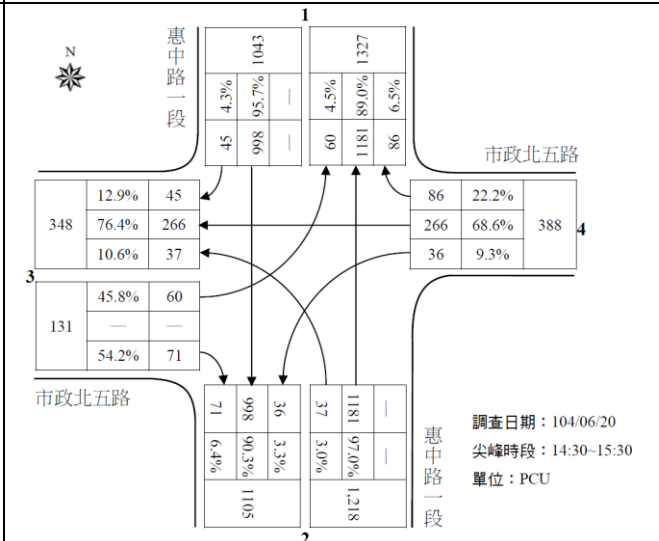 1
N
惠中路一段
1043
4.3% 95.7% —
45 998 —
1327
4.5% 89.0% 6.5%
60 1181 86
市政北五路
348
12.9% 45
76.4% 266
10.6% 37
86 22.2%
266 68.6%
36 9.3%
388
4
3
131
45.8% 60
— —
54.2% 71
市政北五路
71 998 36
6.4% 90.3% 3.3%
1105
37 1181 —
3.0% 97.0% —
1,218
惠中路一段
2
調查日期：104/06/20
尖峰時段：14:30~15:30
單位：PCU